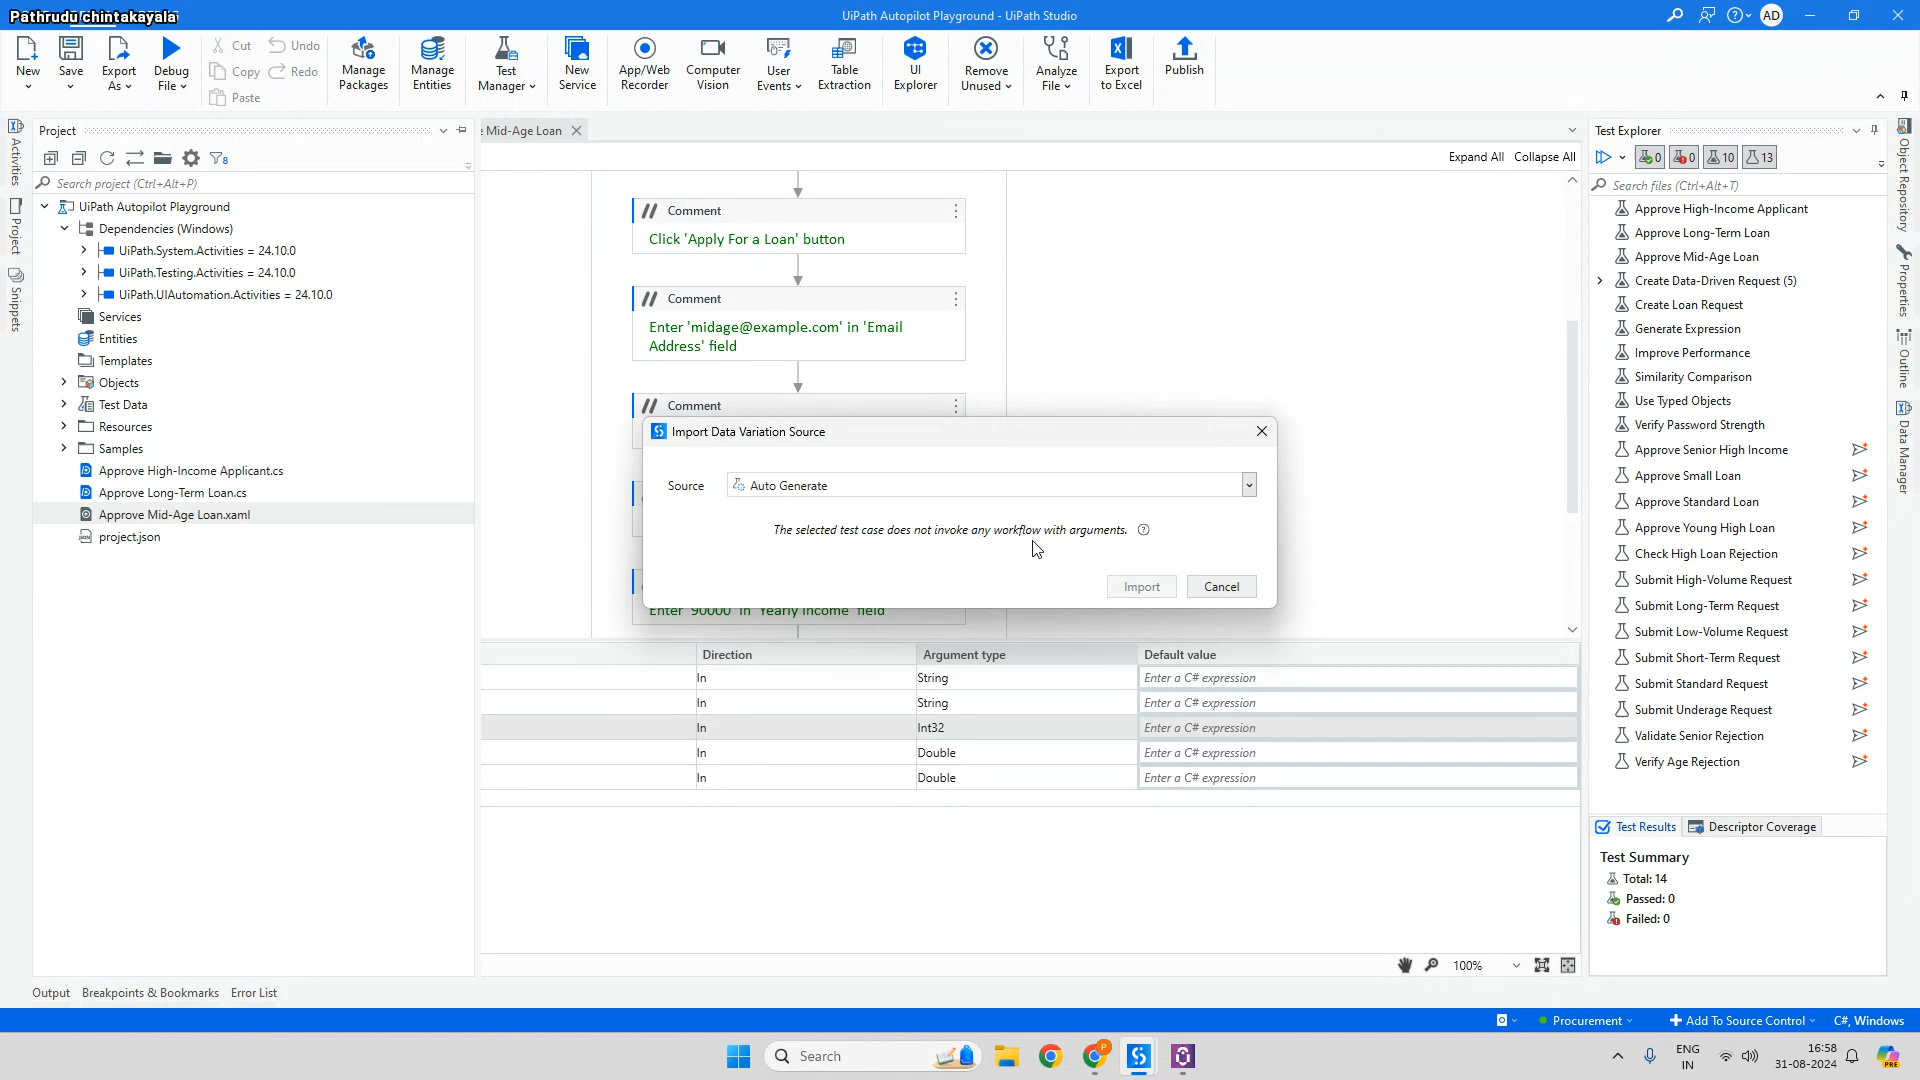 Pathrudu chintakayala
UiPath Autopilot Playground - UiPath Studio
AD
New
Save
Export As
Debug File
Cut
Copy
Paste
Undo
Redo
Manage Packages
Manage Entities
Test Manager
New Service
App/Web Recorder
Computer Vision
User Events
Table Extraction
UI Explorer
Remove Unused
Analyze File
Export to Excel
Publish
Activities
Project
Snippets
Project
8
Search project (Ctrl+Alt+P)
UiPath Autopilot Playground
Dependencies (Windows)
UiPath.System.Activities = 24.10.0
UiPath.Testing.Activities = 24.10.0
UiPath.UIAutomation.Activities = 24.10.0
Services
Entities
Templates
Objects
Test Data
Resources
Samples
Approve High-Income Applicant.cs
Approve Long-Term Loan.cs
Approve Mid-Age Loan.xaml
project.json
e Mid-Age Loan
Expand All Collapse All
// Comment
Click 'Apply For a Loan' button
// Comment
Enter 'midage@example.com' in 'Email
Address' field
// Comment
Import Data Variation Source
Source
Auto Generate
The selected test case does not invoke any workflow with arguments.
Import
Cancel
Enter '90000' in 'Yearly Income' field
Direction Argument type Default value
In String Enter a C# expression
In String Enter a C# expression
In Int32 Enter a C# expression
In Double Enter a C# expression
In Double Enter a C# expression
100%
Test Explorer
0 0 10 13
Search files (Ctrl+Alt+T)
Approve High-Income Applicant
Approve Long-Term Loan
Approve Mid-Age Loan
Create Data-Driven Request (5)
Create Loan Request
Generate Expression
Improve Performance
Similarity Comparison
Use Typed Objects
Verify Password Strength
Approve Senior High Income
Approve Small Loan
Approve Standard Loan
Approve Young High Loan
Check High Loan Rejection
Submit High-Volume Request
Submit Long-Term Request
Submit Low-Volume Request
Submit Short-Term Request
Submit Standard Request
Submit Underage Request
Validate Senior Rejection
Verify Age Rejection
Test Results
Descriptor Coverage
Test Summary
Total: 14
Passed: 0
Failed: 0
Object Repository
Properties
Outline
Data Manager
Output Breakpoints & Bookmarks Error List
Procurement
Add To Source Control
C#, Windows
Search
ENG
IN
16:58
31-08-2024